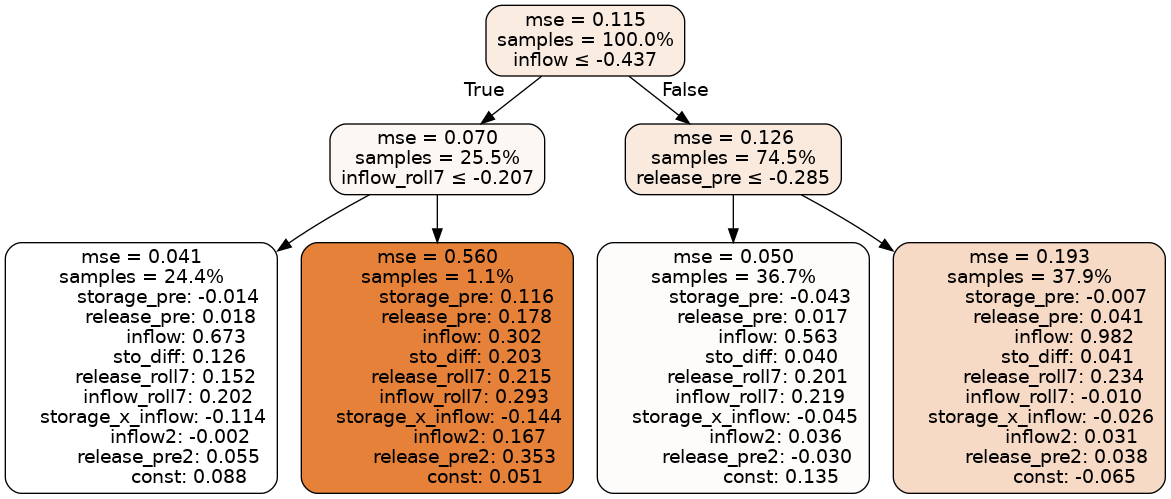 mse = 0.115
samples = 100.0%
inflow ≤ -0.437
True
False
mse = 0.070
samples = 25.5%
inflow_roll7 ≤ -0.207
mse = 0.126
samples = 74.5%
release_pre ≤ -0.285
mse = 0.041
samples = 24.4%
storage_pre: -0.014
release_pre: 0.018
inflow: 0.673
sto_diff: 0.126
release_roll7: 0.152
inflow_roll7: 0.202
storage_x_inflow: -0.114
inflow2: -0.002
release_pre2: 0.055
const: 0.088
mse = 0.560
samples = 1.1%
storage_pre: 0.116
release_pre: 0.178
inflow: 0.302
sto_diff: 0.203
release_roll7: 0.215
inflow_roll7: 0.293
storage_x_inflow: -0.144
inflow2: 0.167
release_pre2: 0.353
const: 0.051
mse = 0.050
samples = 36.7%
storage_pre: -0.043
release_pre: 0.017
inflow: 0.563
sto_diff: 0.040
release_roll7: 0.201
inflow_roll7: 0.219
storage_x_inflow: -0.045
inflow2: 0.036
release_pre2: -0.030
const: 0.135
mse = 0.193
samples = 37.9%
storage_pre: -0.007
release_pre: 0.041
inflow: 0.982
sto_diff: 0.041
release_roll7: 0.234
inflow_roll7: -0.010
storage_x_inflow: -0.026
inflow2: 0.031
release_pre2: 0.038
const: -0.065